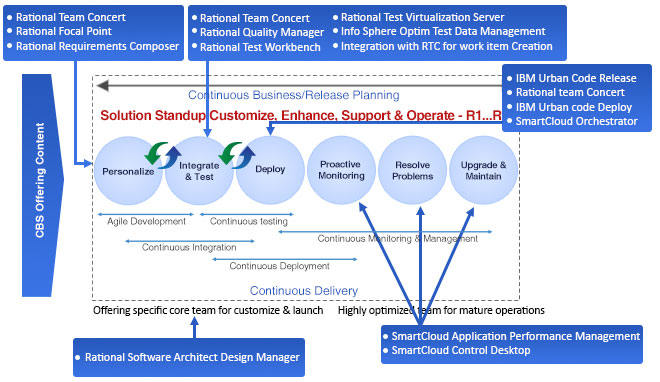 • Rational Team Concert
• Rational Focal Point
• Rational Requirements Composer
• Rational Team Concert
• Rational Quality Manager
• Rational Test Workbench
• Rational Test Virtualization Server
• Info Sphere Optim Test Data Management
• Integration with RTC for work item Creation
• IBM Urban Code Release
• Rational team Concert
• IBM Urban code Deploy
• SmartCloud Orchestrator
Continuous Business/Release Planning
Solution Standup Customize, Enhance, Support & Operate - R1...R
CBS Offering Content
Personalize
Integrate
& Test
Deploy
Proactive
Monitoring
Resolve
Problems
Upgrade &
Maintain
Agile Development
Continuous testing
Continuous Integration
Continuous Monitoring & Management
Continuous Deployment
Continuous Delivery
Offering specific core team for customize & launch
Highly optimized team for mature operations
• Rational Software Architect Design Manager
• SmartCloud Application Performance Management
• SmartCloud Control Desktop